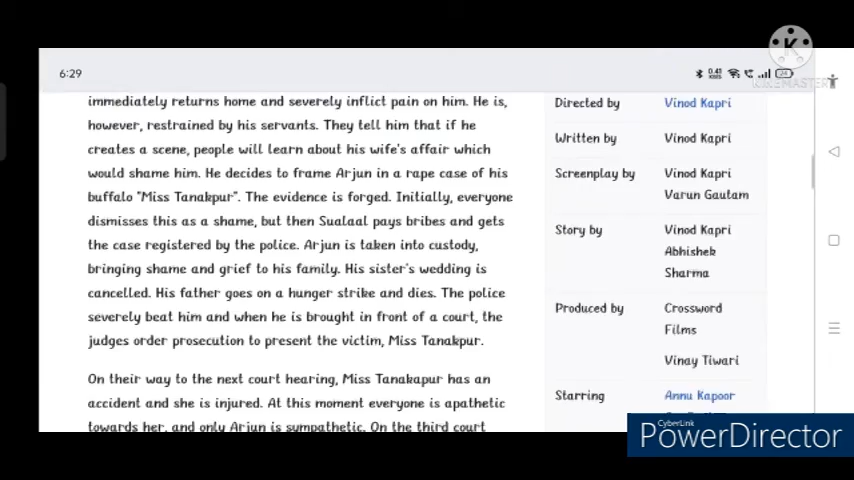 6:29
immediately returns home and severely inflict pain on him. He is,
however, restrained by his servants. They tell him that if he
creates a scene, people will learn about his wife's affair which
would shame him. He decides to frame Arjun in a rape case of his
buffalo "Miss Tanakpur". The evidence is forged. Initially, everyone
dismisses this as a shame, but then Sualaal pays bribes and gets
the case registered by the police. Arjun is taken into custody,
bringing shame and grief to his family. His sister's wedding is
cancelled. His father goes on a hunger strike and dies. The police
severely beat him and when he is brought in front of a court, the
judges order prosecution to present the victim, Miss Tanakpur.
On their way to the next court hearing, Miss Tanakapur has an
accident and she is injured. At this moment everyone is apathetic
towards her, and only Arjun is sympathetic. On the third court
Directed by Vinod Kapri
Written by Vinod Kapri
Screenplay by Vinod Kapri
Varun Gautam
Story by Vinod Kapri
Abhishek
Sharma
Produced by Crossword
Films
Vinay Tiwari
Starring Annu Kapoor
K
KINEMASTER
CyberLink
PowerDirector